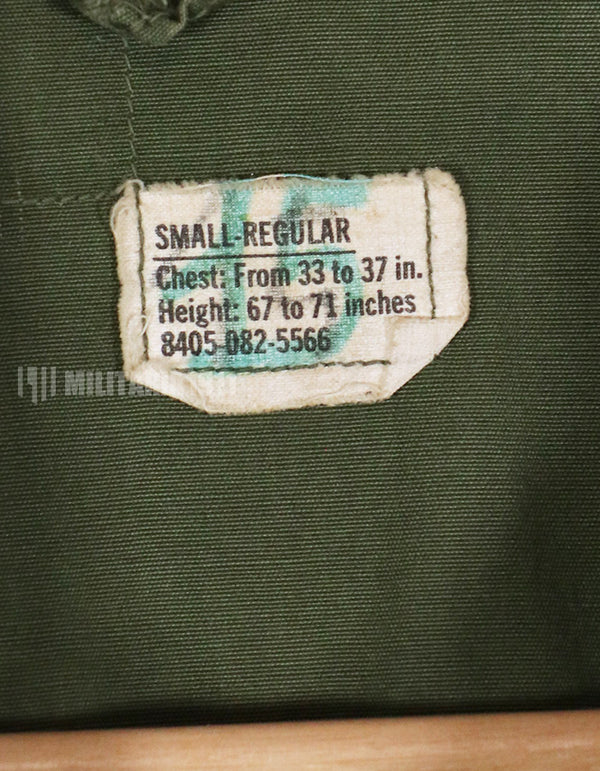 SMALL-REGULAR
Chest: From 33 to 37 in.
Height: 67 to 71 inches
8405-082-5566